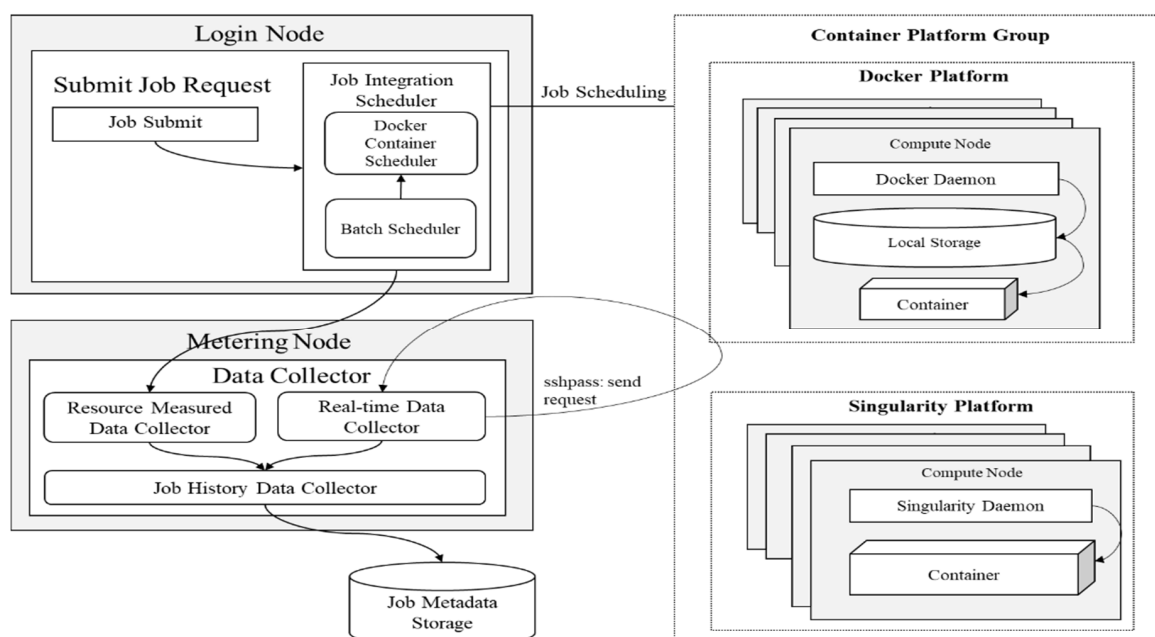 Login Node
Submit Job Request
Job Submit
Job Integration
Scheduler
Docker
Container
Scheduler
Batch Scheduler
Job Scheduling
Metering Node
Data Collector
Resource Measured
Data Collector
Real-time Data
Collector
sshpass: send
request
Job History Data Collector
Job Metadata
Storage
Container Platform Group
Docker Platform
Compute Node
Docker Daemon
Local Storage
Container
Singularity Platform
Compute Node
Singularity Daemon
Container